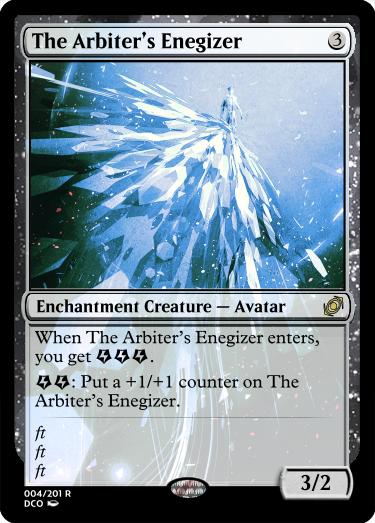 The Arbiter's Enegizer 3
Enchantment Creature — Avatar
When The Arbiter's Enegizer enters,
you get .
: Put a +1/+1 counter on The
Arbiter's Enegizer.
ft
ft
ft
3/2
004/201 R
DCO